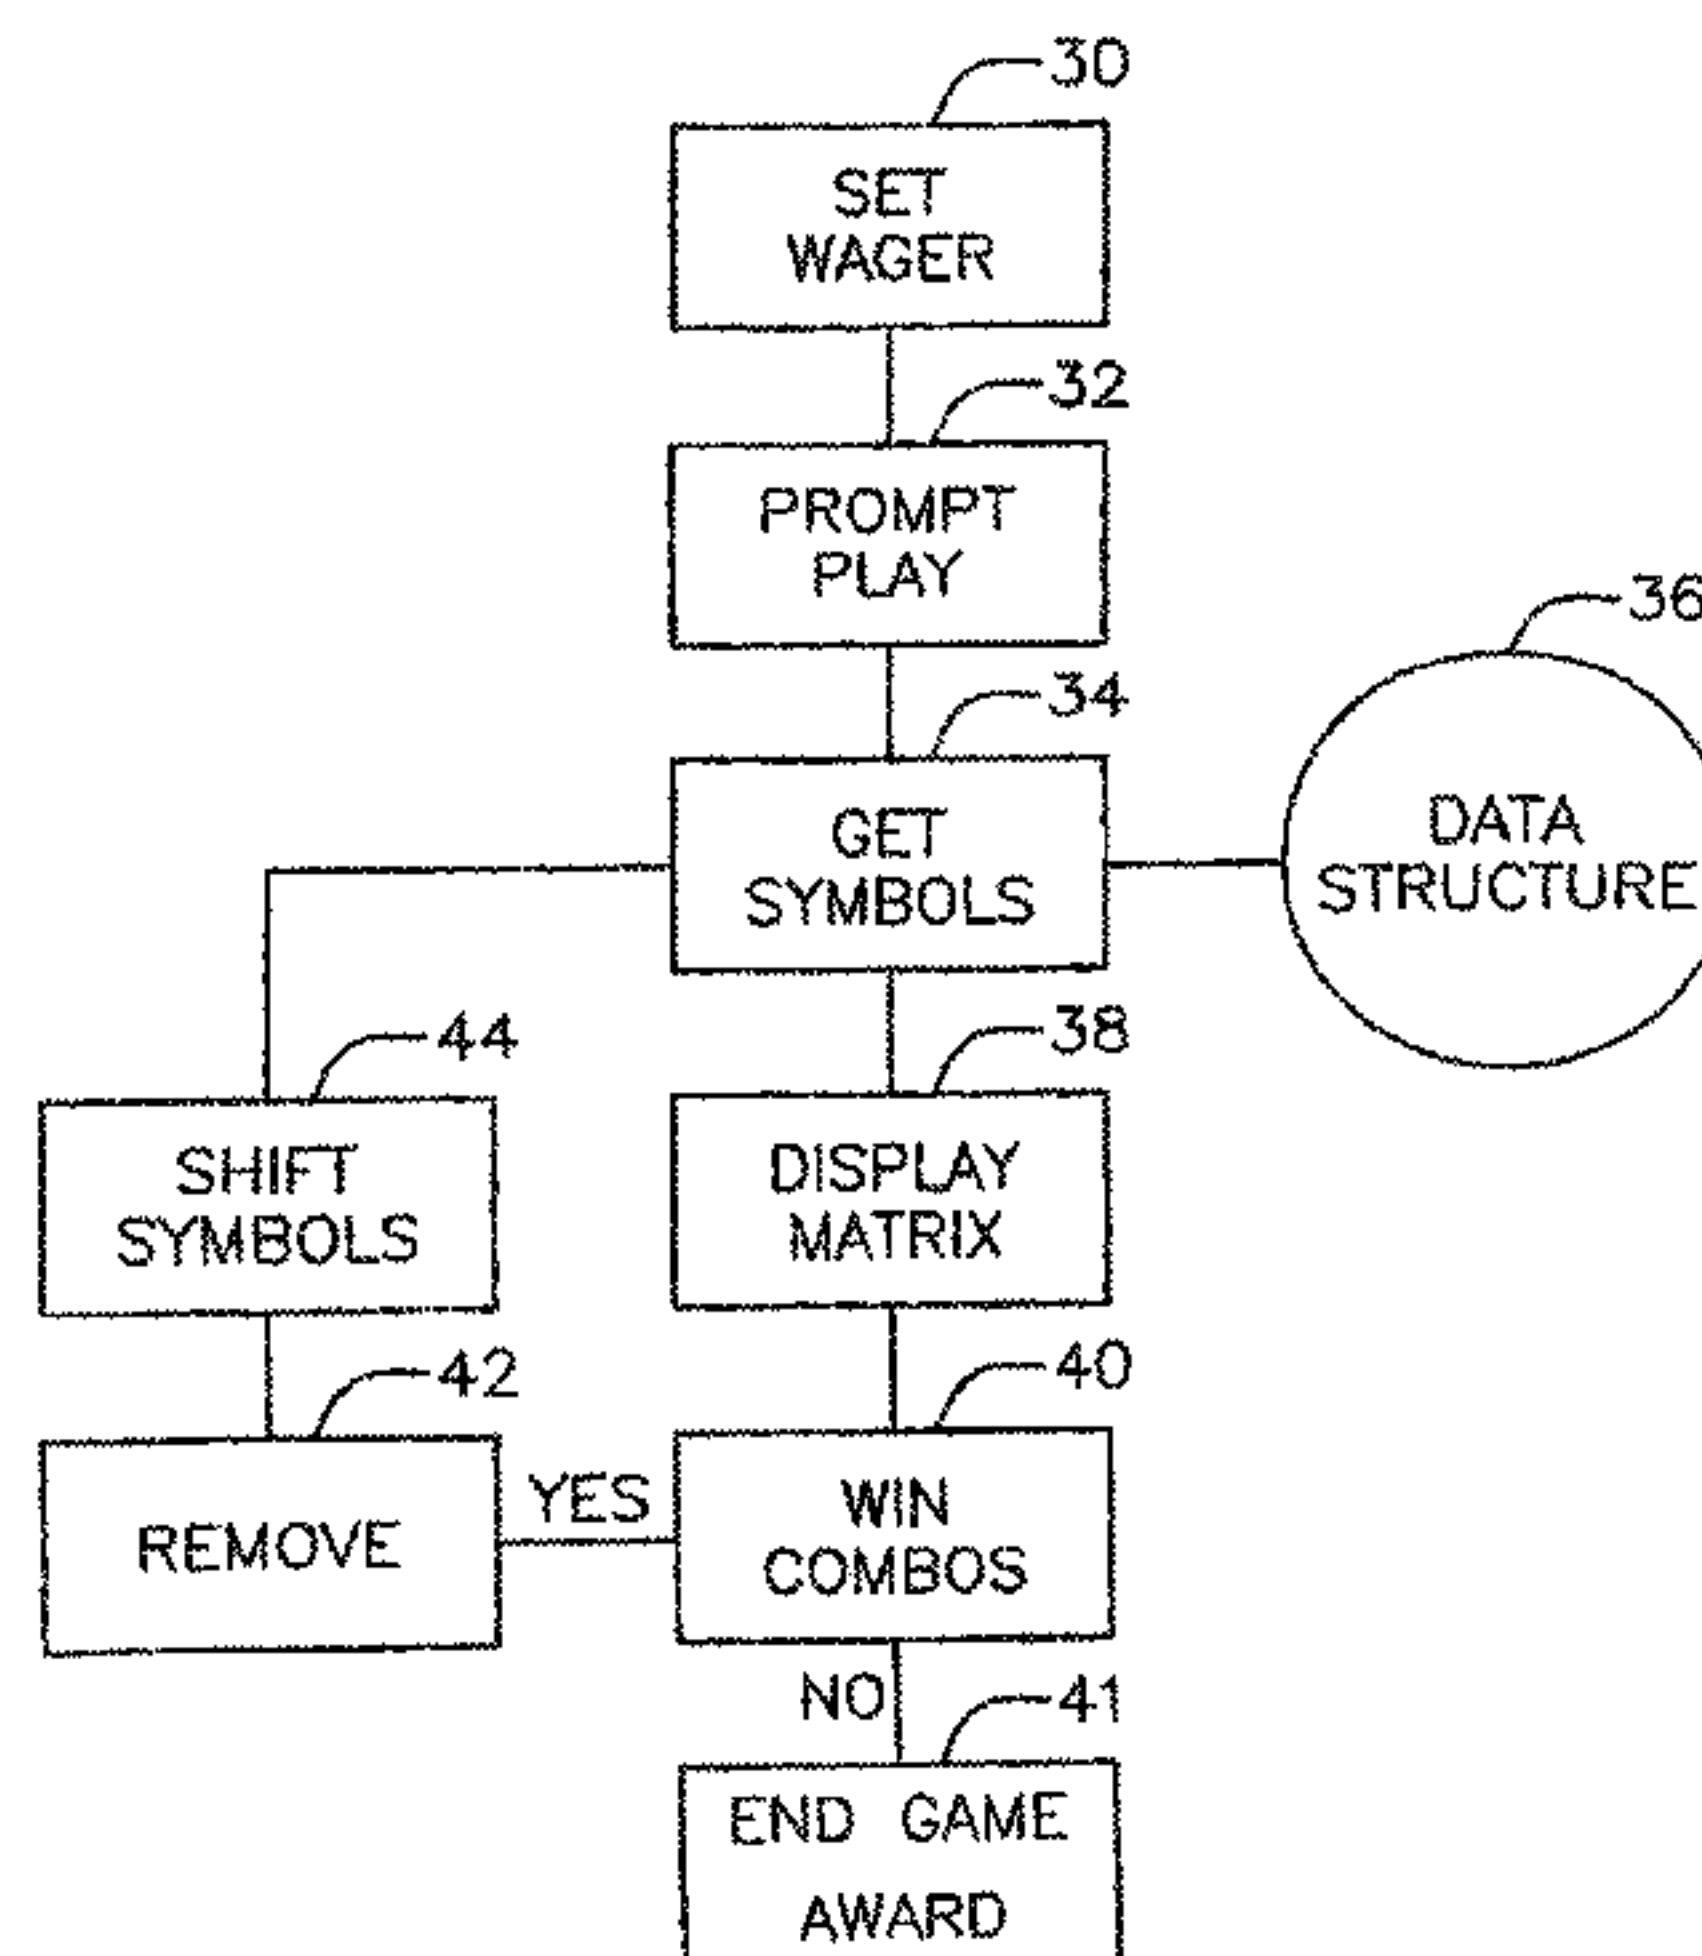 30
SET
WAGER
32
PROMPT
PLAY
36
34
GET
SYMBOLS
DATA
STRUCTURE
44
38
SHIFT
SYMBOLS
DISPLAY
MATRIX
42
40
REMOVE
YES
WIN
COMBOS
NO
41
END GAME
AWARD